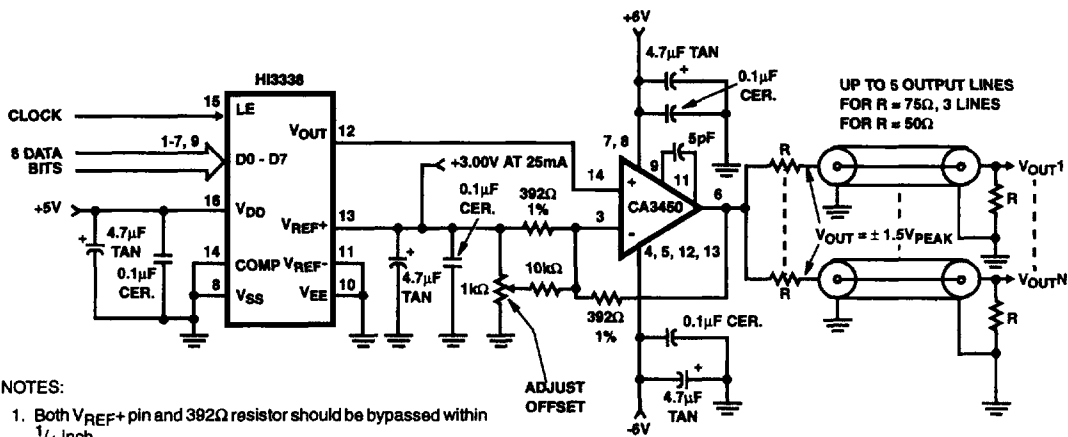 +6V
4.7μF TAN
+
0.1μF
CER.
HI3338
CLOCK
15
LE
8 DATA
BITS
1-7, 9
D0 - D7
VOUT
12
+5V
16
VDD
+
4.7μF
TAN
0.1μF
CER.
14
COMP
8
VSS
VREF+
13
VREF-
11
VEE
10
+3.00V AT 25mA
0.1μF
CER.
+
4.7μF
TAN
392Ω
1%
1kΩ
10kΩ
392Ω
1%
ADJUST
OFFSET
7, 8
5pF
9
11
14
+
3
-
CA3450
6
4, 5, 12, 13
0.1μF CER.
+
4.7μF
TAN
-6V
UP TO 5 OUTPUT LINES
FOR R = 75Ω, 3 LINES
FOR R = 50Ω
R
VOUT1
R
VOUT = ± 1.5VPEAK
R
VOUTN
R
NOTES:
1. Both VREF+ pin and 392Ω resistor should be bypassed within
inch